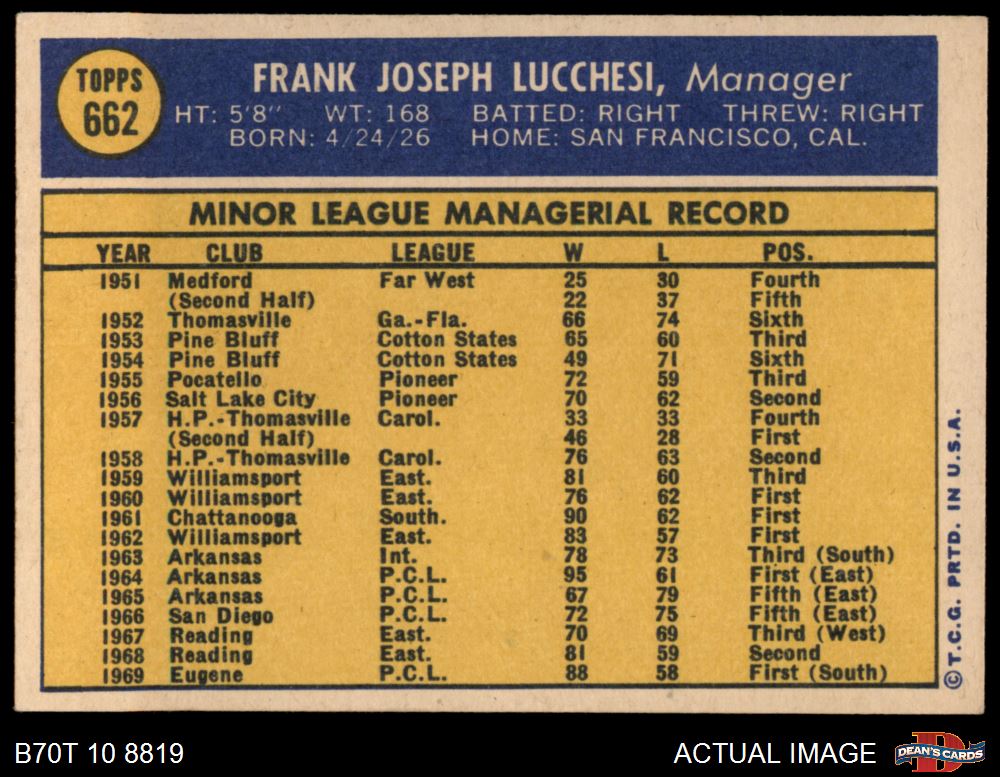 TOPPS
662
FRANK JOSEPH LUCCHESI, Manager
HT: 5'8" WT: 168 BATTED: RIGHT THREW: RIGHT
BORN: 4/24/26 HOME: SAN FRANCISCO, CAL.
MINOR LEAGUE MANAGERIAL RECORD
YEAR CLUB LEAGUE W L POS.
1951 Medford Far West 25 30 Fourth
(Second Half) 22 37 Fifth
1952 Thomasville Ga.-Fla. 66 74 Sixth
1953 Pine Bluff Cotton States 65 60 Third
1954 Pine Bluff Cotton States 49 71 Sixth
1955 Pocatello Pioneer 72 59 Third
1956 Salt Lake City Pioneer 70 62 Second
1957 H.P.-Thomasville Carol. 33 33 Fourth
(Second Half) 46 28 First
1958 H.P.-Thomasville Carol. 76 63 Second
1959 Williamsport East. 81 60 Third
1960 Williamsport East. 76 62 First
1961 Chattanooga South. 90 62 First
1962 Williamsport East. 83 57 First
1963 Arkansas Int. 78 73 Third (South)
1964 Arkansas P.C.L. 95 61 First (East)
1965 Arkansas P.C.L. 67 79 Fifth (East)
1966 San Diego P.C.L. 72 75 Fifth (East)
1967 Reading East. 70 69 Third (West)
1968 Reading East. 81 59 Second
1969 Eugene P.C.L. 88 58 First (South)
©T.C.G. PRTD. IN U.S.A.
B70T 10 8819
ACTUAL IMAGE
D
DEAN'S CARDS